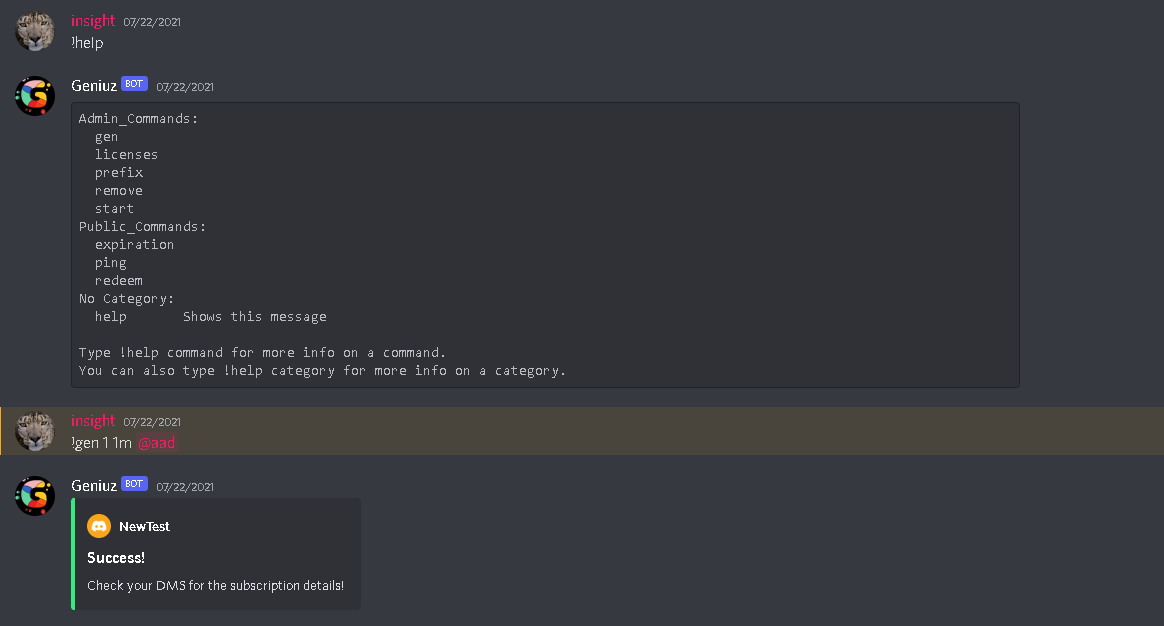 insight 07/22/2021
!help
Geniuz BOT 07/22/2021
Admin_Commands:
  gen
  licenses
  prefix
  remove
  start
Public_Commands:
  expiration
  ping
  redeem
No Category:
  help       Shows this message

Type !help command for more info on a command.
You can also type !help category for more info on a category.
insight 07/22/2021
!gen 1 1m @aad
Geniuz BOT 07/22/2021
NewTest
Success!
Check your DMS for the subscription details!